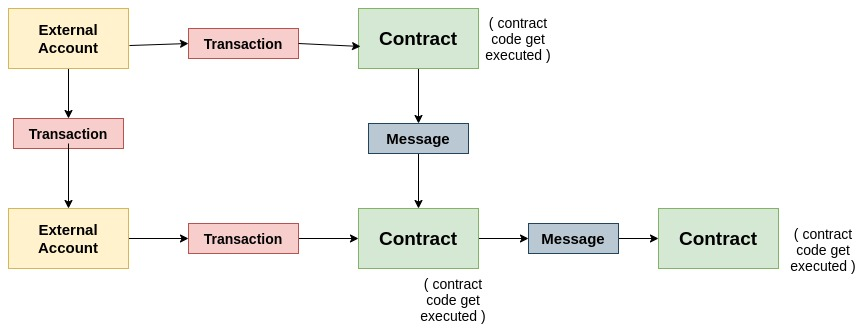 External
Account
Transaction
Contract
( contract
code get
executed )
Transaction
Message
External
Account
Transaction
Contract
Message
Contract
( contract
code get
executed )
( contract
code get
executed )